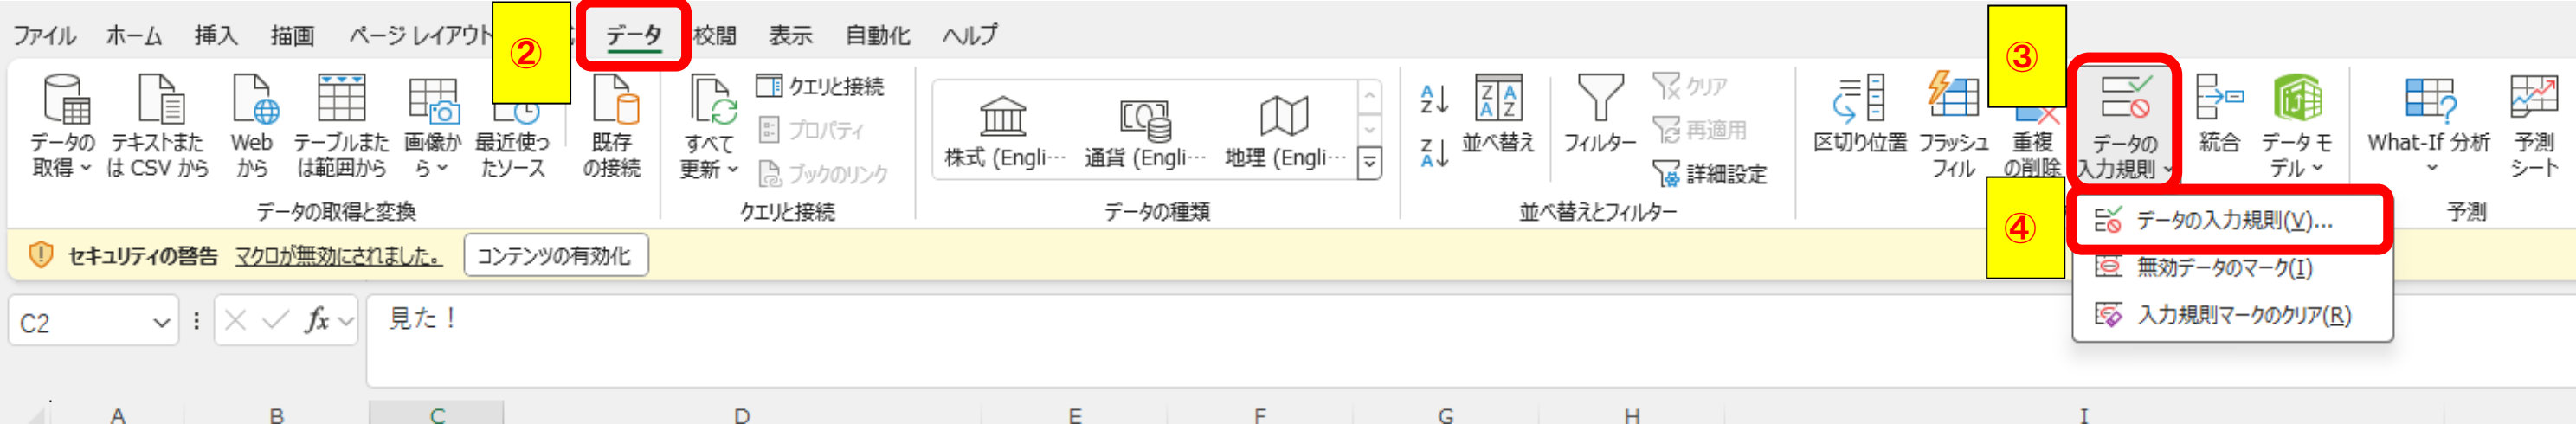 ファイル ホーム 挿入 描画 ページ レイアウト ② データ 校閲 表示 自動化 ヘルプ
データの
取得
テキストまた
は CSV から
Web
から
テーブルまた
は範囲から
画像か
ら
最近使っ
たソース
既存
の接続
データの取得と変換
すべて
更新
クエリと接続
プロパティ
ブックのリンク
クエリと接続
株式 (Engli… 通貨 (Engli… 地理 (Engli…
データの種類
並べ替え
フィルター
クリア
再適用
詳細設定
並べ替えとフィルター
区切り位置
フラッシュ
フィル
③
重複
の削除
データの
入力規則
統合
データ モ
デル
What-If 分析
予測
シート
予測
④
データの入力規則(V)...
無効データのマーク(I)
入力規則マークのクリア(R)
セキュリティの警告 マクロが無効にされました。 コンテンツの有効化
C2 fx 見た！
A B C D E F G H I